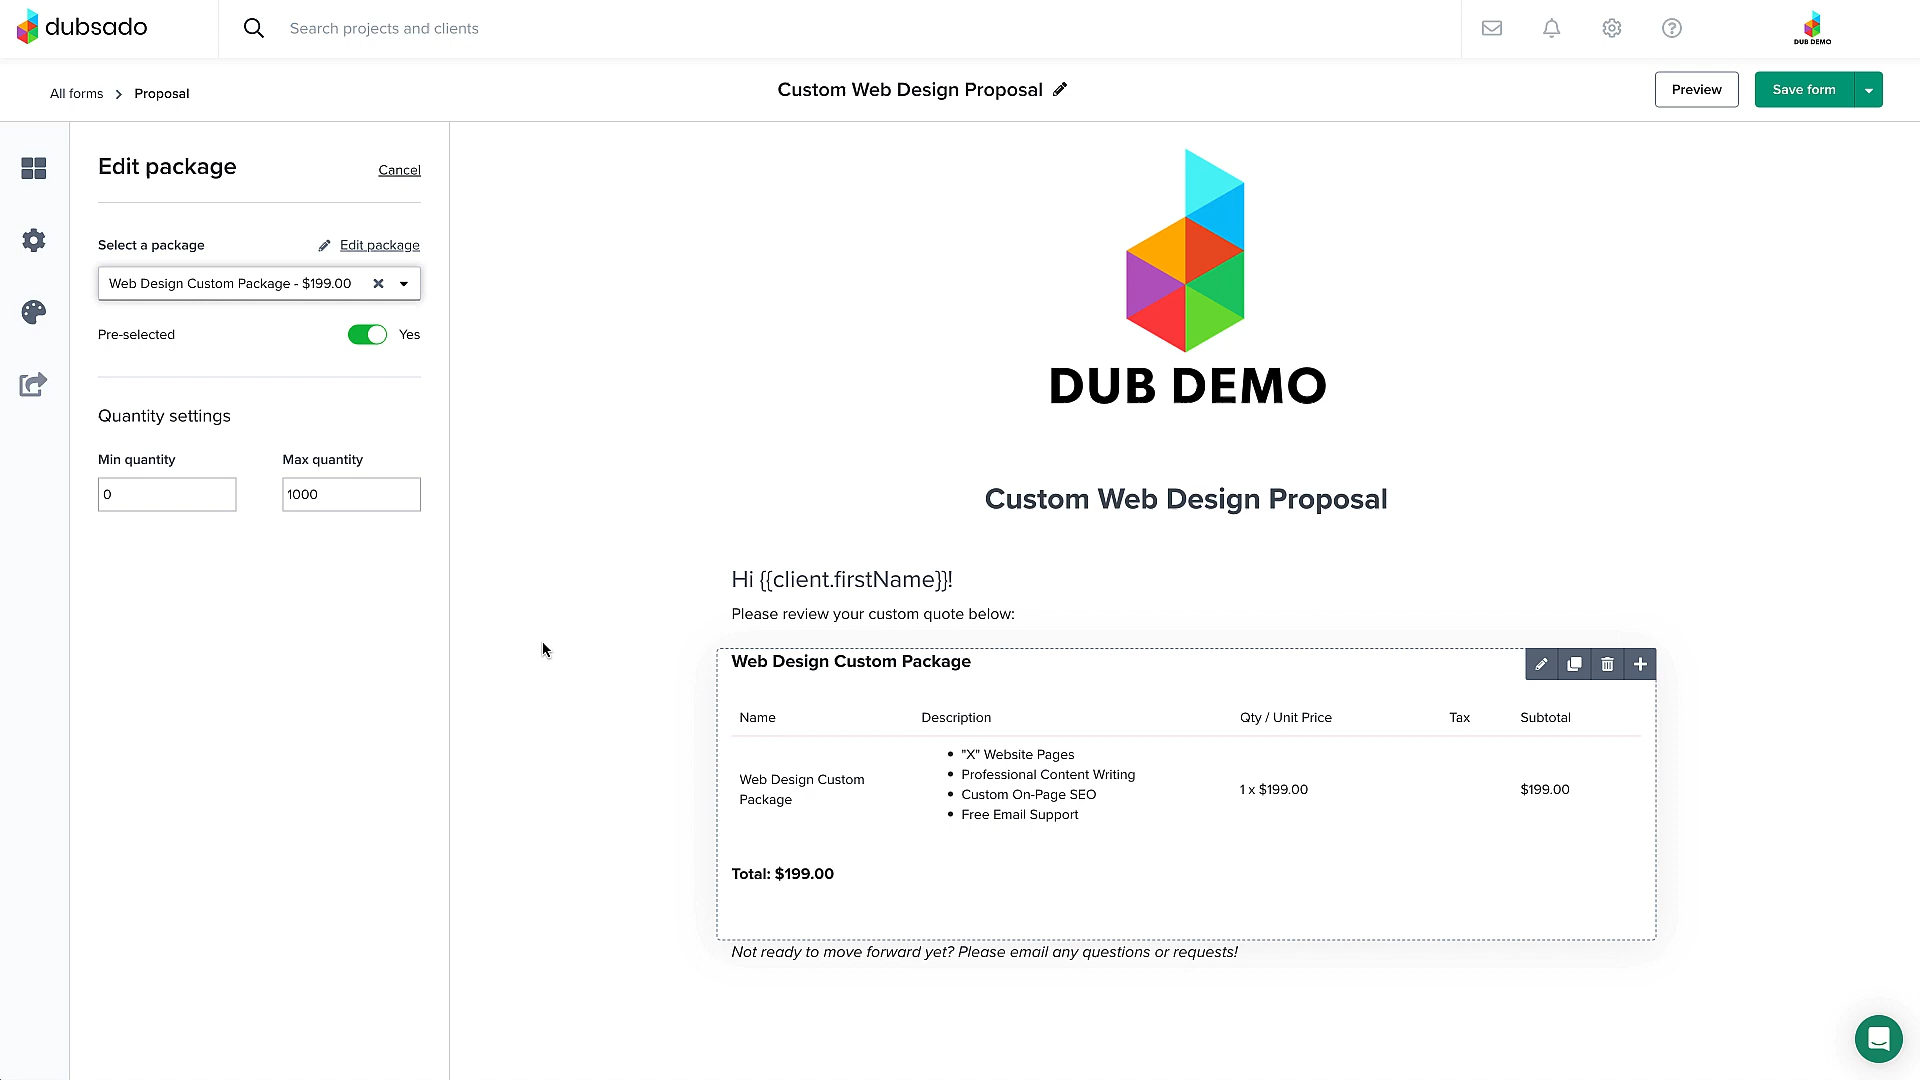 dubsado
Search projects and clients
DUB DEMO
All forms > Proposal
Custom Web Design Proposal
Preview
Save form
Edit package
Cancel
Select a package
Edit package
Web Design Custom Package - $199.00
Pre-selected
Yes
Quantity settings
Min quantity
Max quantity
0
1000
DUB DEMO
Custom Web Design Proposal
Hi {{client.firstName}}!
Please review your custom quote below:
Web Design Custom Package
Name Description Qty / Unit Price Tax Subtotal
Web Design Custom
Package
• "X" Website Pages
• Professional Content Writing
• Custom On-Page SEO
• Free Email Support
1 x $199.00
$199.00
Total: $199.00
Not ready to move forward yet? Please email any questions or requests!